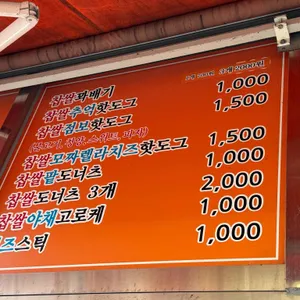 찹쌀꽈배기 1,000
찹쌀추억핫도그 1,500
찹쌀점보핫도그
찹쌀모짜렐라치즈핫도그 1,500
찹쌀팥도너츠 1,000
찹쌀도너츠 3개 2,000
찹쌀야채고로케 1,000
즈스틱 1,000